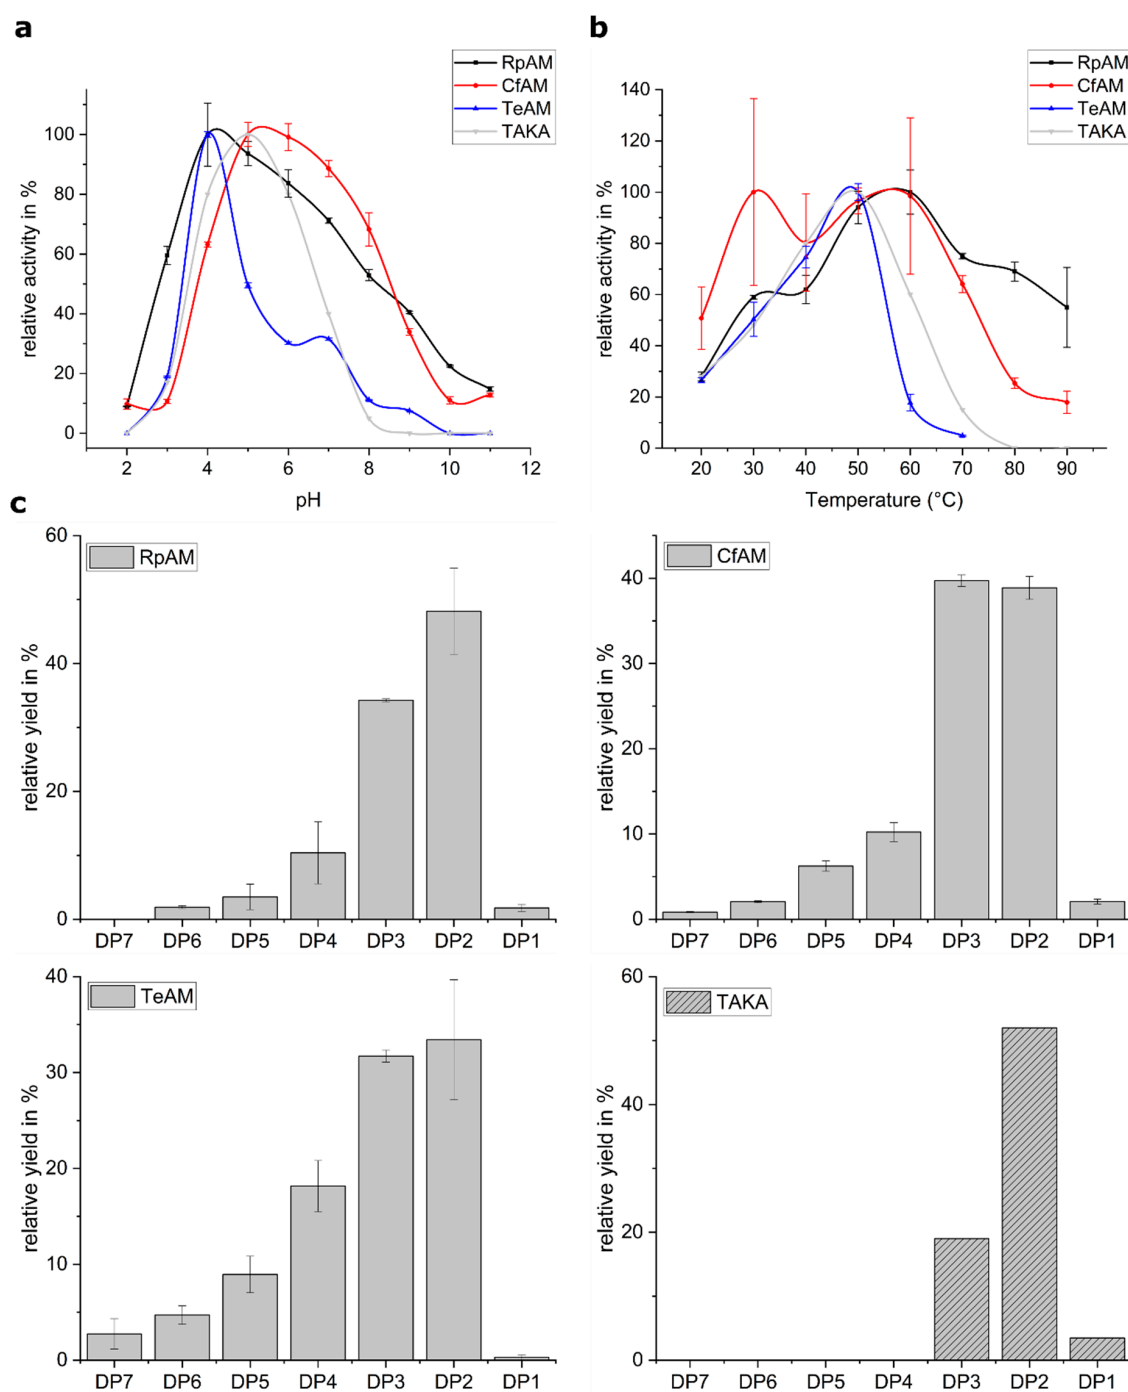 a
RpAM
CfAM
TeAM
TAKA
relative activity in %
100
80
60
40
20
0
2
4
6
8
10
12
pH
b
RpAM
CfAM
TeAM
TAKA
relative activity in %
140
120
100
80
60
40
20
0
20
30
40
50
60
70
80
90
Temperature (°C)
c
RpAM
relative yield in %
60
40
20
0
DP7
DP6
DP5
DP4
DP3
DP2
DP1
CfAM
relative yield in %
40
30
20
10
0
DP7
DP6
DP5
DP4
DP3
DP2
DP1
TeAM
relative yield in %
40
30
20
10
0
DP7
DP6
DP5
DP4
DP3
DP2
DP1
TAKA
relative yield in %
60
40
20
0
DP7
DP6
DP5
DP4
DP3
DP2
DP1